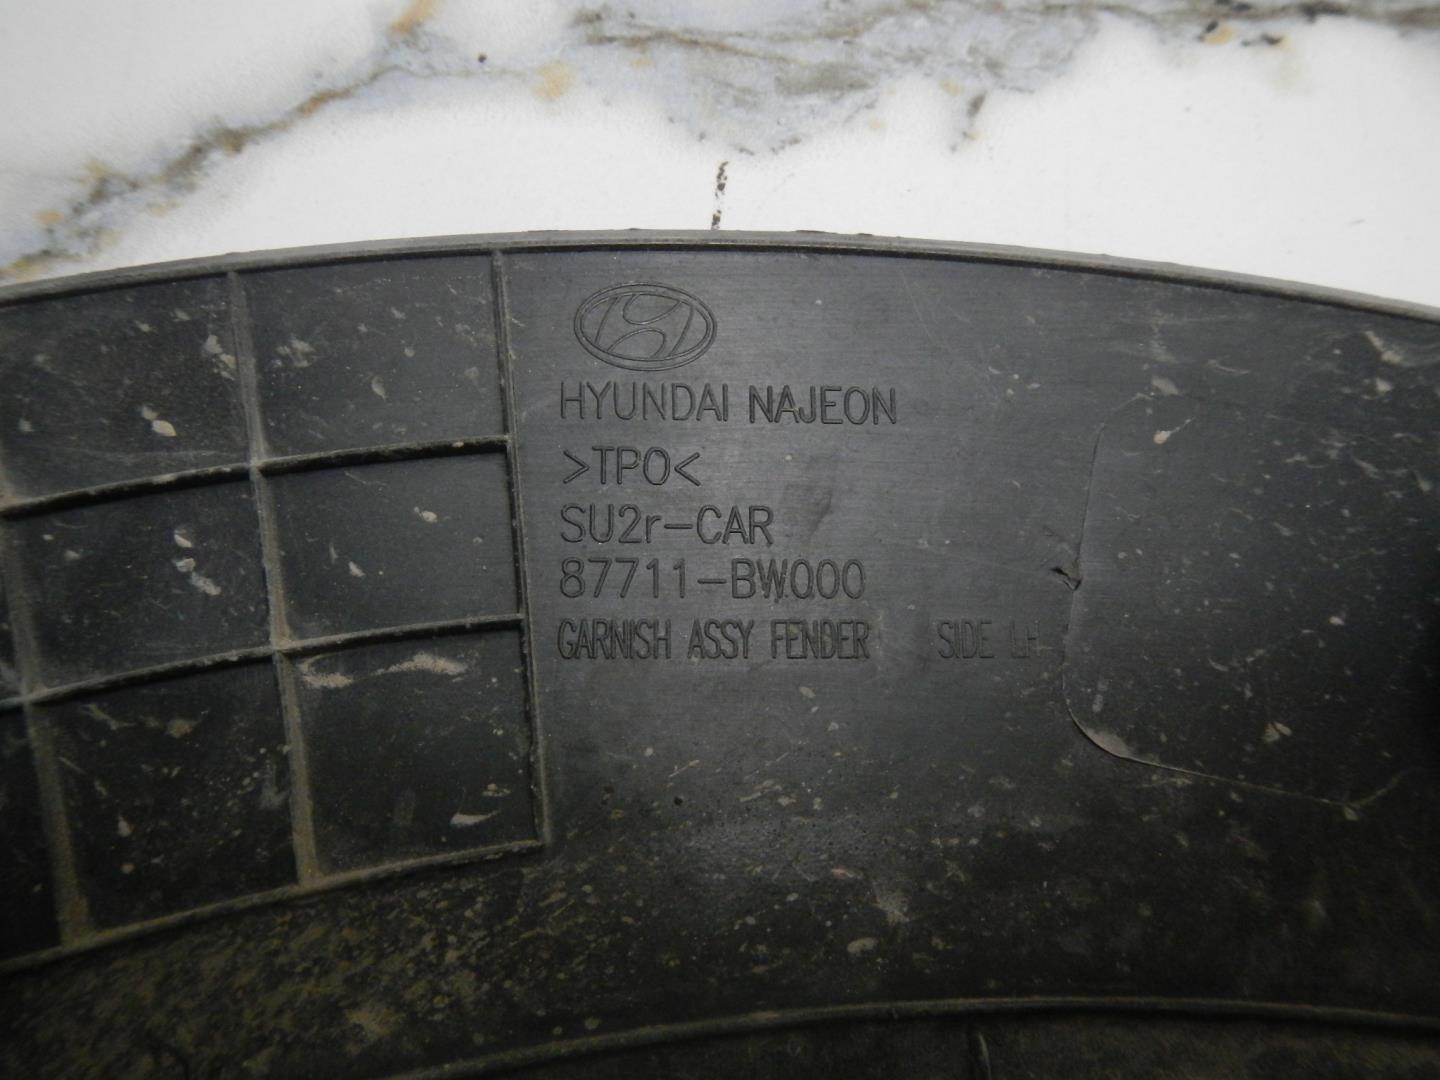 HYUNDAI NAJEON
>TPO<
SU2r-CAR
87711-BW000
GARNISH ASSY FENDER SIDE LH